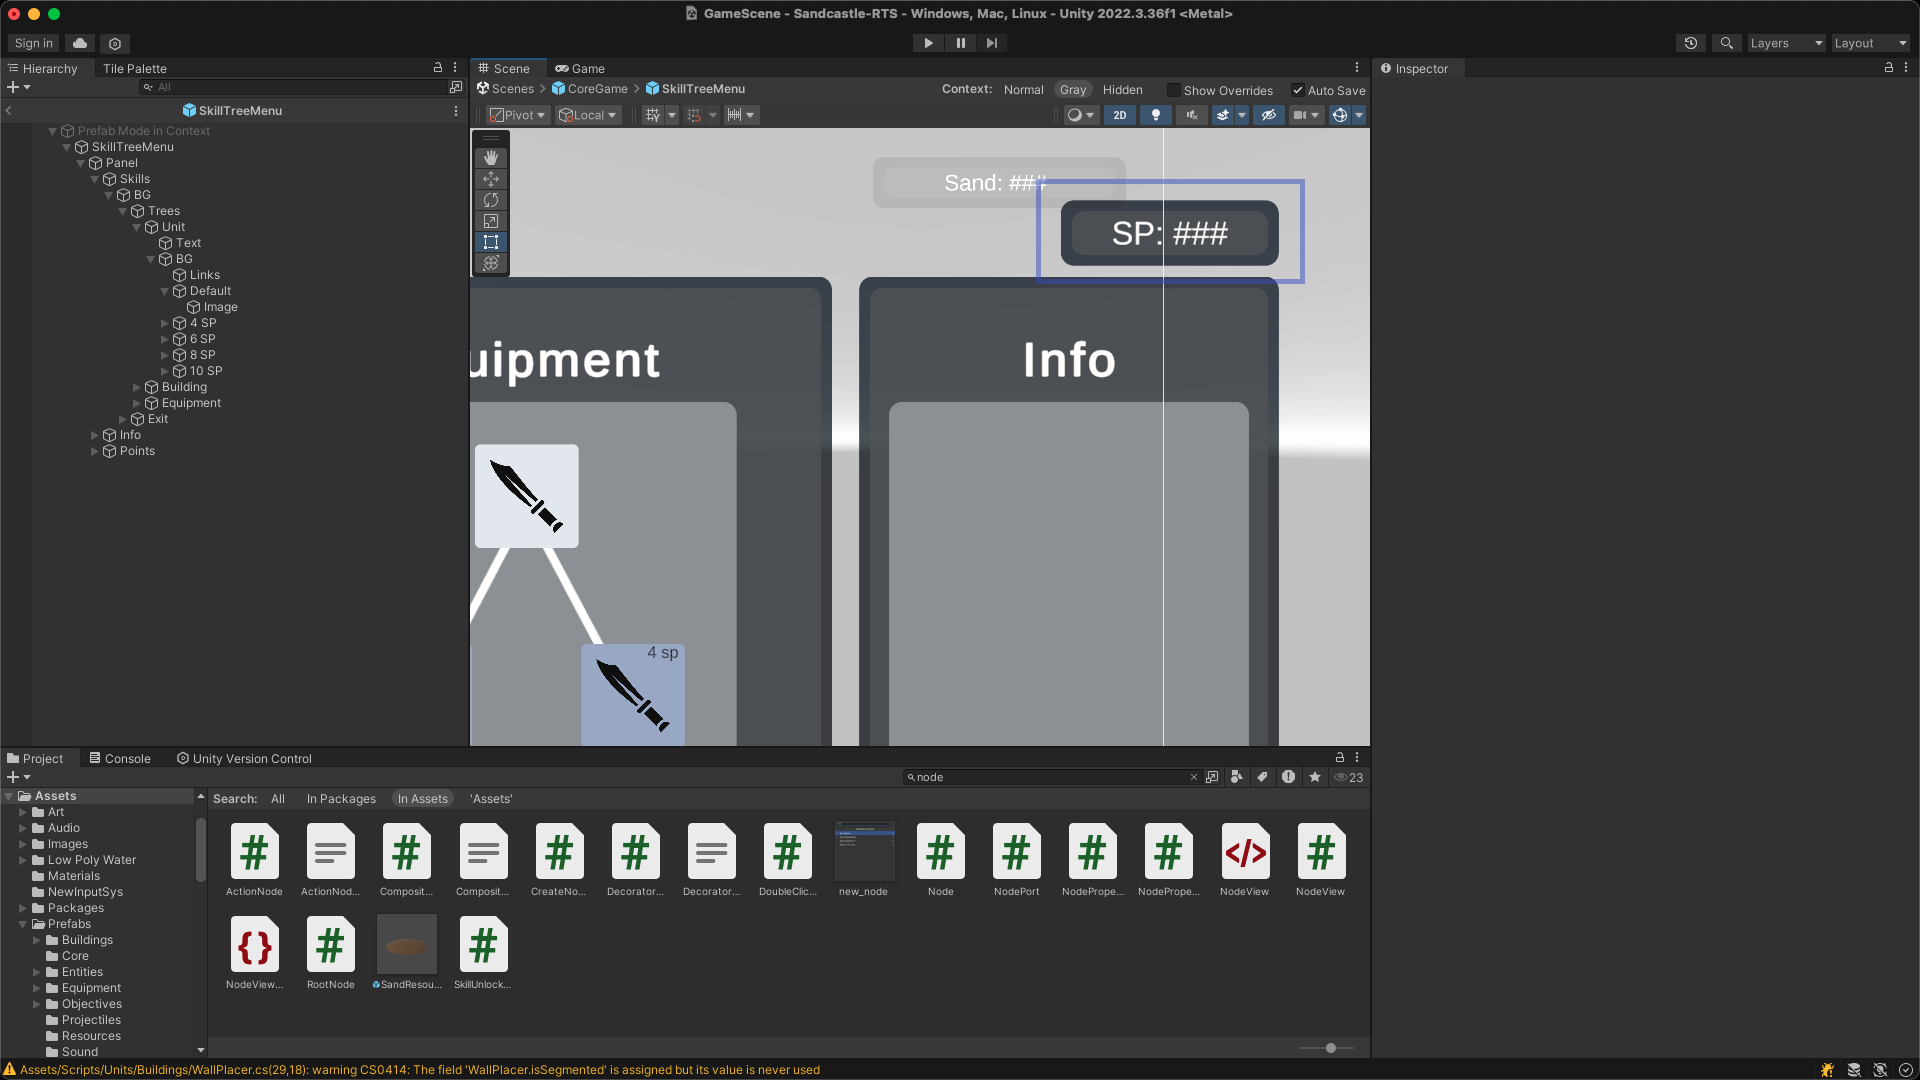 GameScene - Sandcastle-RTS - Windows, Mac, Linux - Unity 2022.3.36f1 <Metal>
Sign in
Layers
Layout
Hierarchy
Tile Palette
All
SkillTreeMenu
Prefab Mode in Context
SkillTreeMenu
Panel
Skills
BG
Trees
Unit
Text
BG
Links
Default
Image
4 SP
6 SP
8 SP
10 SP
Building
Equipment
Exit
Info
Points
Scene
Game
Scenes
CoreGame
SkillTreeMenu
Context:
Normal
Gray
Hidden
Show Overrides
Auto Save
Pivot
Local
2D
Sand: ###
SP: ###
uipment
Info
4 sp
Inspector
Project
Console
Unity Version Control
node
23
Assets
Art
Audio
Images
Low Poly Water
Materials
NewInputSys
Packages
Prefabs
Buildings
Core
Entities
Equipment
Objectives
Projectiles
Resources
Sound
Search:
All
In Packages
In Assets
'Assets'
ActionNode
ActionNod...
Composit...
Composit...
CreateNo...
Decorator...
Decorator...
DoubleClic...
new_node
Node
NodePort
NodePrope...
NodePrope...
NodeView
NodeView
NodeView...
RootNode
SandResou...
SkillUnlock...
Assets/Scripts/Units/Buildings/WallPlacer.cs(29,18): warning CS0414: The field 'WallPlacer.isSegmented' is assigned but its value is never used